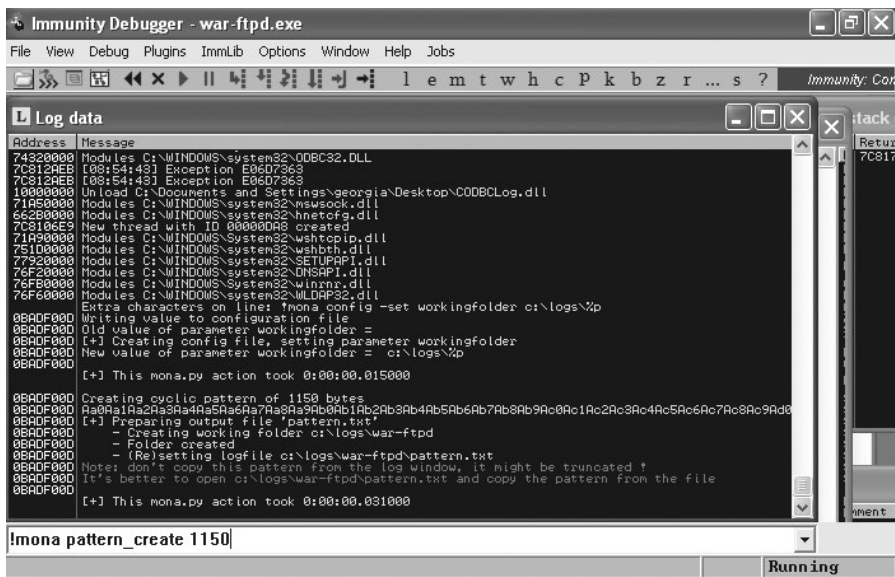 Immunity Debugger - war-ftpd.exe
File View Debug Plugins ImmLib Options Window Help Jobs
l e m t w h c P k b z r ... s ? Immunity: Con
Log data
stack
Address Message
Retur
7C817
74320000 Modules C:\WINDOWS\system32\ODBC32.DLL
7C812AEB [08:54:43] Exception E06D7363
7C812AEB [08:54:43] Exception E06D7363
10000000 Unload C:\Documents and Settings\georgia\Desktop\CODBCLog.dll
71A50000 Modules C:\WINDOWS\system32\mswsock.dll
662B0000 Modules C:\WINDOWS\system32\hnetcfg.dll
7C8106E9 New thread with ID 00000DA8 created
71A90000 Modules C:\WINDOWS\System32\wshtcpip.dll
751D0000 Modules C:\WINDOWS\system32\wshbth.dll
77920000 Modules C:\WINDOWS\system32\SETUPAPI.dll
76F20000 Modules C:\WINDOWS\system32\DNSAPI.dll
76FB0000 Modules C:\WINDOWS\System32\winrnr.dll
76F60000 Modules C:\WINDOWS\system32\WLDAP32.dll
Extra characters on line: !mona config -set workingfolder c:\logs\%p
0BADF00D Writing value to configuration file
0BADF00D Old value of parameter workingfolder =
0BADF00D [+] Creating config file, setting parameter workingfolder
0BADF00D New value of parameter workingfolder = c:\logs\%p
0BADF00D
[+] This mona.py action took 0:00:00.015000
0BADF00D Creating cyclic pattern of 1150 bytes
0BADF00D Aa0Aa1Aa2Aa3Aa4Aa5Aa6Aa7Aa8Aa9Ab0Ab1Ab2Ab3Ab4Ab5Ab6Ab7Ab8Ab9Ac0Ac1Ac2Ac3Ac4Ac5Ac6Ac7Ac8Ac9Ad0
0BADF00D [+] Preparing output file 'pattern.txt'
0BADF00D - Creating working folder c:\logs\war-ftpd
0BADF00D - Folder created
0BADF00D - (Re)setting logfile c:\logs\war-ftpd\pattern.txt
0BADF00D Note: don't copy this pattern from the log window, it might be truncated !
0BADF00D It's better to open c:\logs\war-ftpd\pattern.txt and copy the pattern from the file
0BADF00D
[+] This mona.py action took 0:00:00.031000
mment
!mona pattern_create 1150
Running